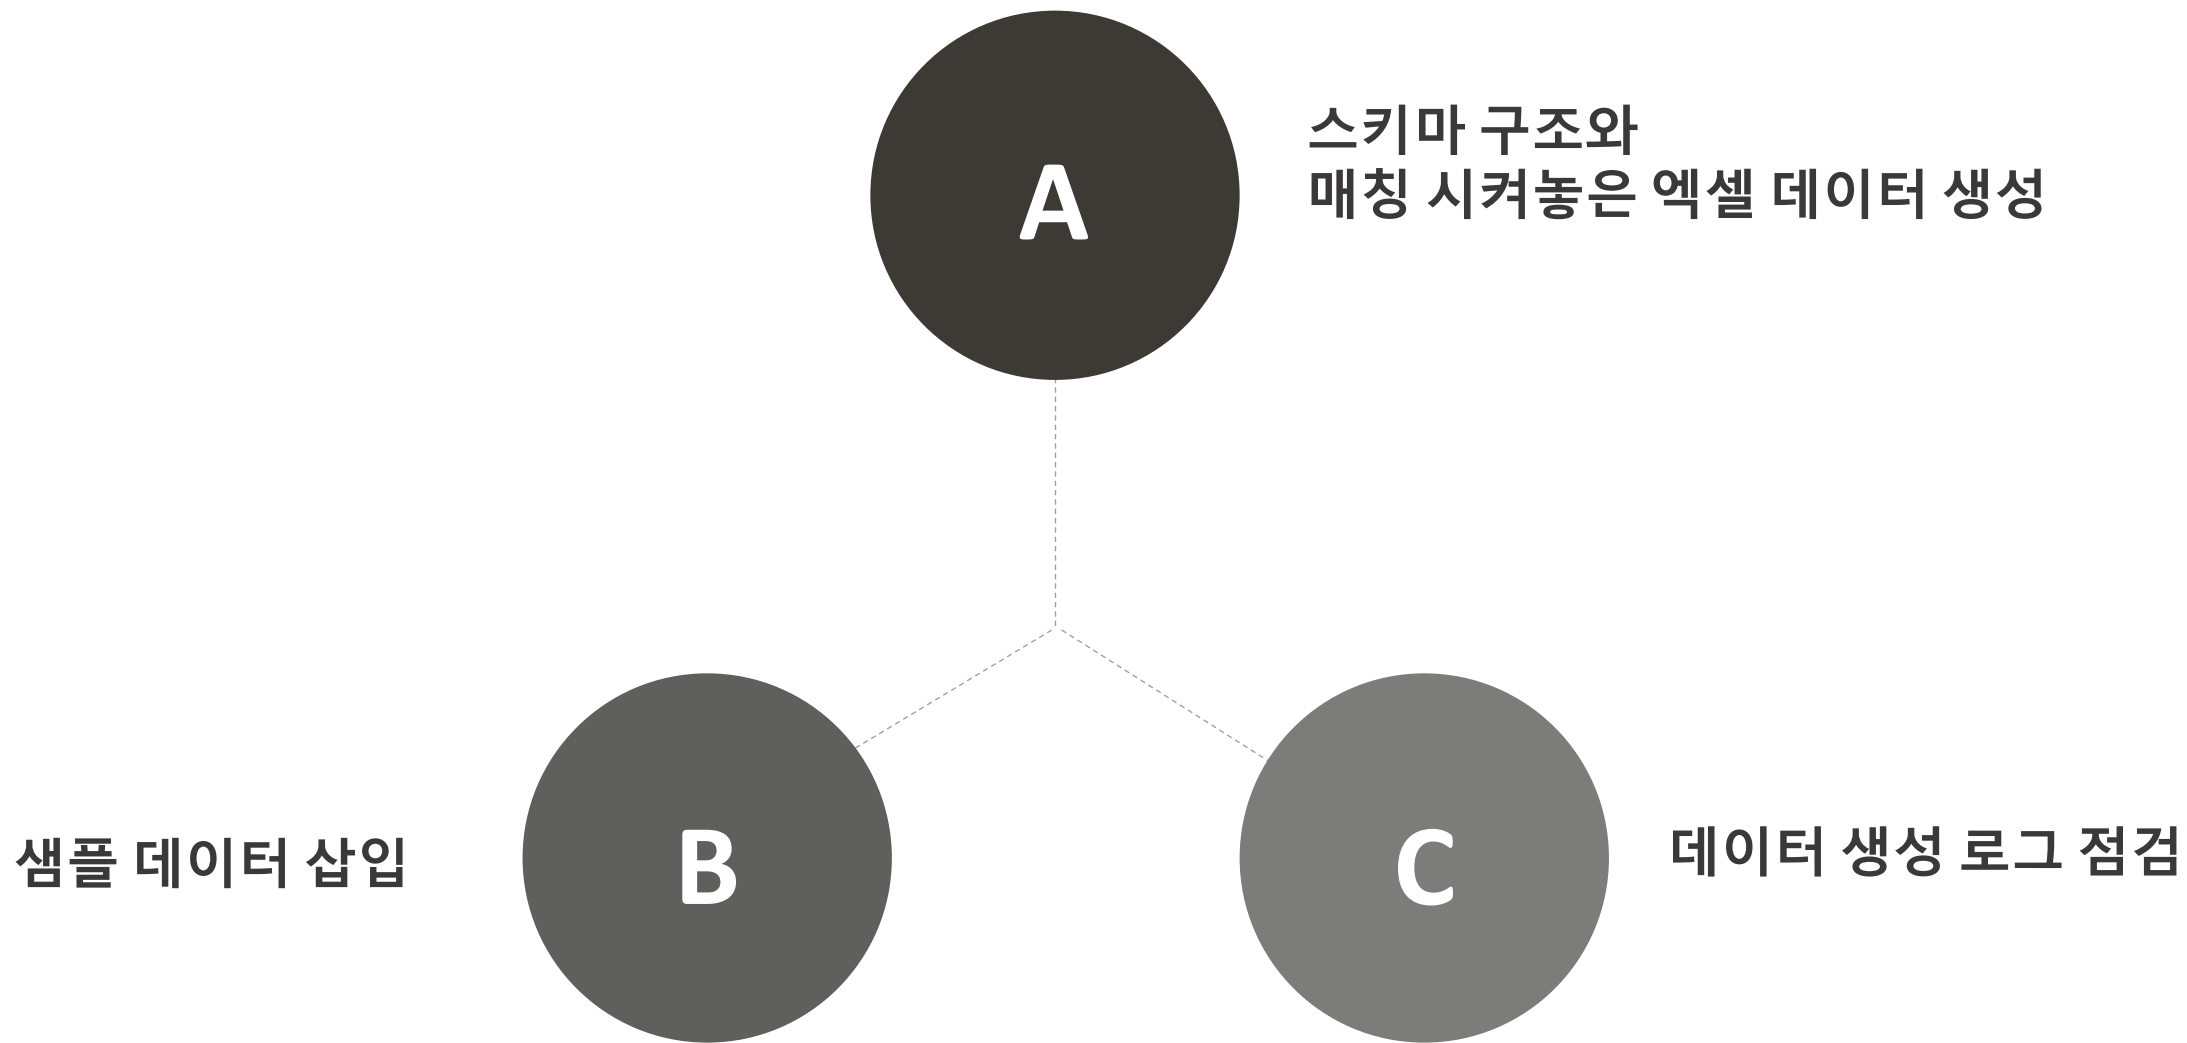 A
스키마 구조와
매칭 시켜놓은 엑셀 데이터 생성
샘플 데이터 삽입
B
C
데이터 생성 로그 점검